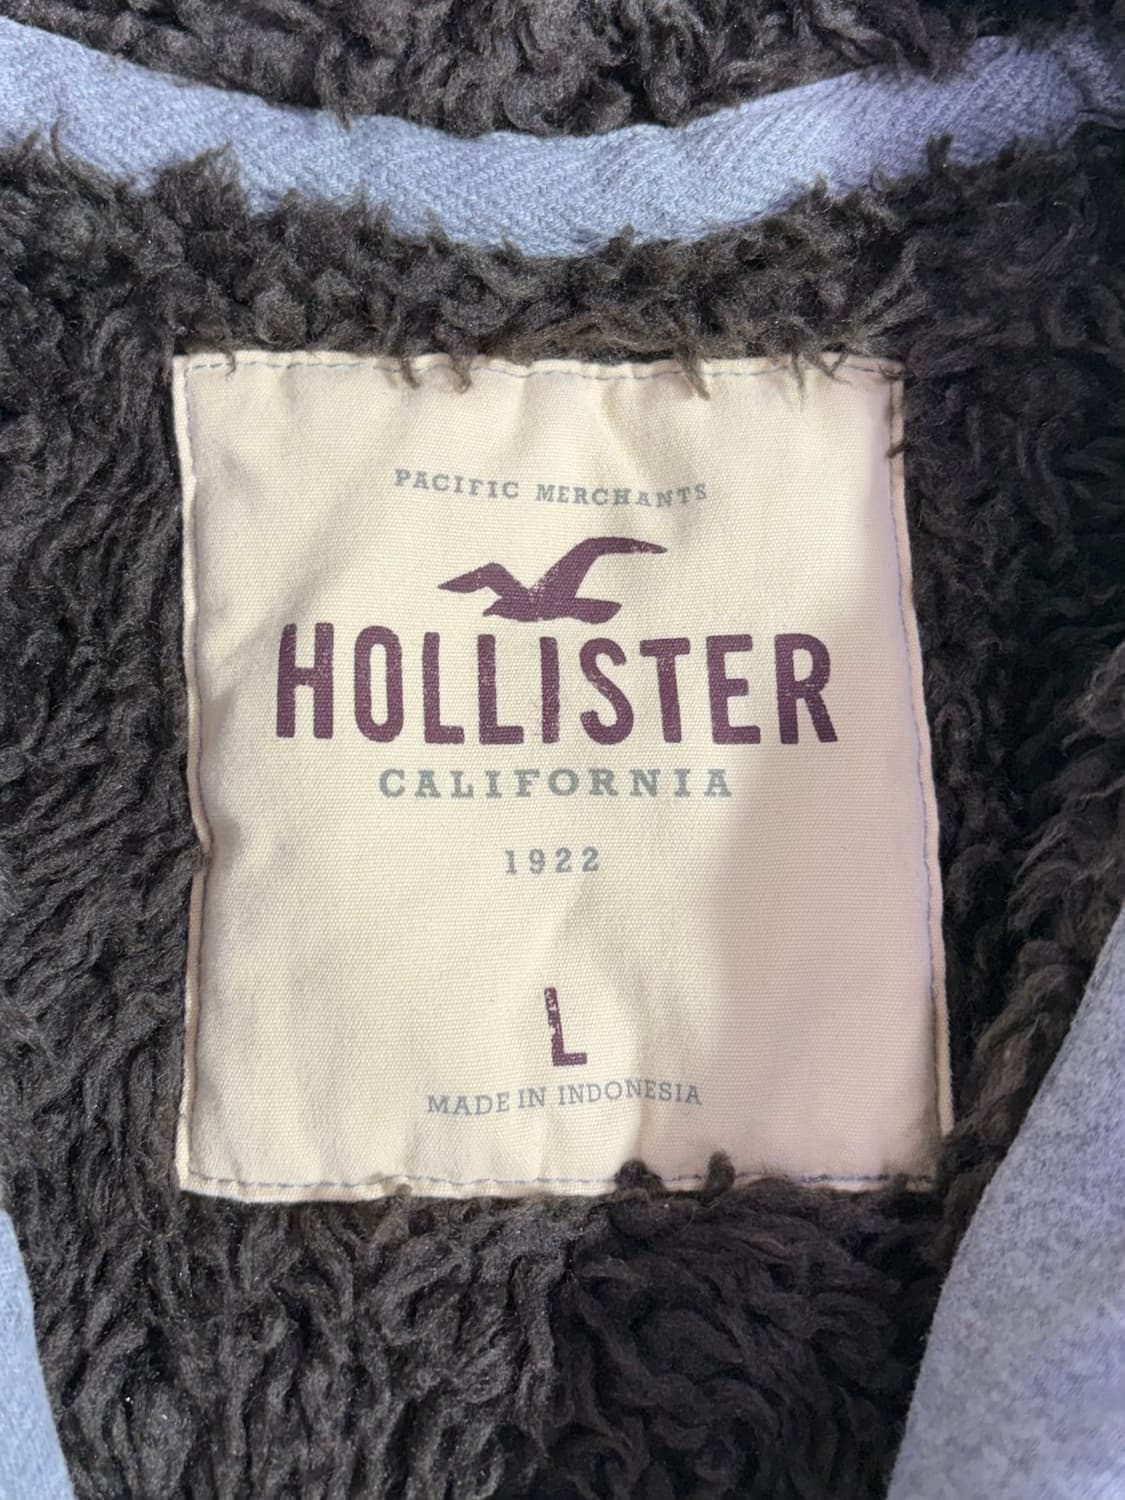 PACIFIC MERCHANTS
HOLLISTER
CALIFORNIA
1922
L
MADE IN INDONESIA